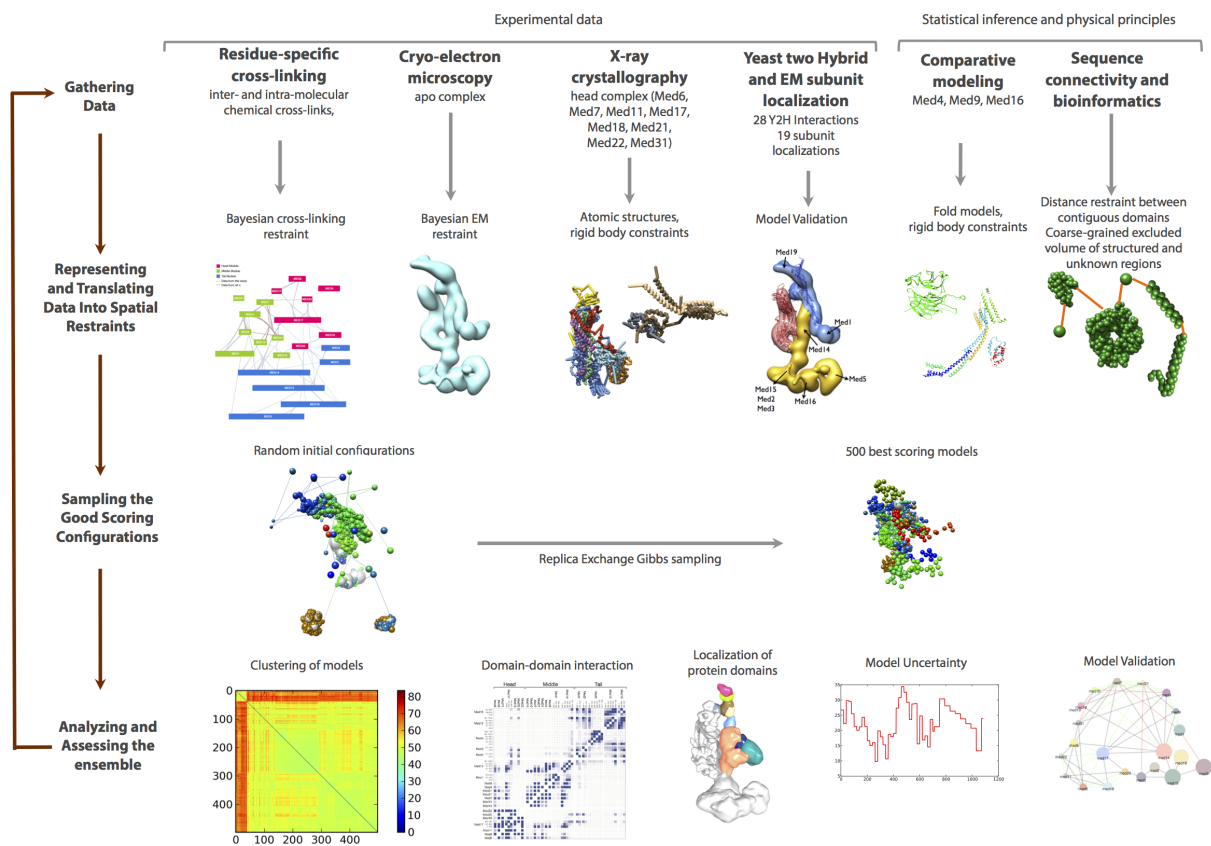 Experimental data
Statistical inference and physical principles
Gathering
Data
Residue-specific
cross-linking
inter- and intra-molecular
chemical cross-links,
Cryo-electron
microscopy
apo complex
X-ray
crystallography
head complex (Med6,
Med7, Med11, Med17,
Med18, Med21,
Med22, Med31)
Yeast two Hybrid
and EM subunit
localization
28 Y2H Interactions
19 subunit
localizations
Comparative
modeling
Med4, Med9, Med16
Sequence
connectivity and
bioinformatics
Representing
and Translating
Data Into Spatial
Restraints
Bayesian cross-linking
restraint
Bayesian EM
restraint
Atomic structures,
rigid body constraints
Model Validation
Med19
Med1
Med14
Med5
Med15
Med2
Med3
Med16
Fold models,
rigid body constraints
Distance restraint between
contiguous domains
Coarse-grained excluded
volume of structured and
unknown regions
Sampling the
Good Scoring
Configurations
Random initial configurations
Replica Exchange Gibbs sampling
500 best scoring models
Analyzing and
Assessing the
ensemble
Clustering of models
0
100
200
300
400
0 100 200 300 400
80
70
60
50
40
30
20
10
0
Domain-domain interaction
Head Middle Tail
Localization of
protein domains
Model Uncertainty
35
30
25
20
15
10
5
0 200 400 600 800 1000 1200
Model Validation